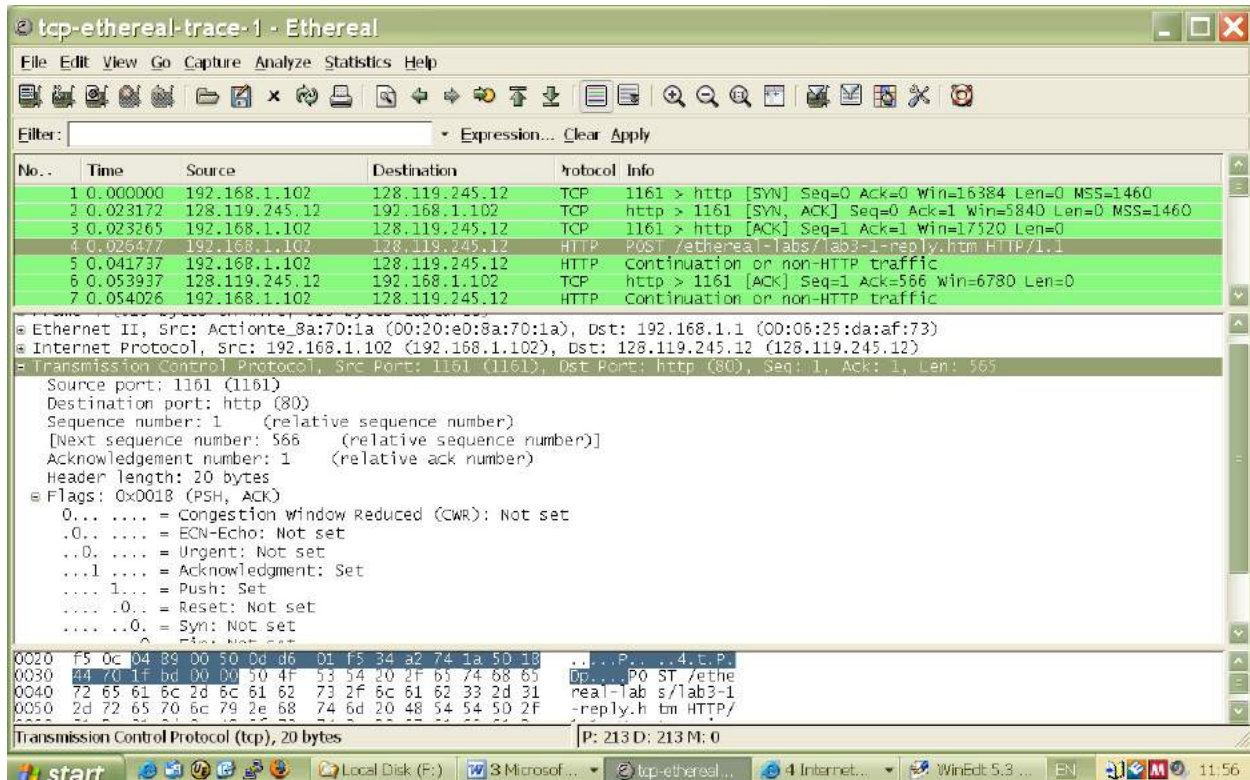 tcp-ethereal-trace-1 - Ethereal
File Edit View Go Capture Analyze Statistics Help
Filter: Expression... Clear Apply
No. . Time Source Destination rotocol Info
1 0.000000 192.168.1.102 128.119.245.12 TCP 1161 > http [SYN] Seq=0 Ack=0 Win=16384 Len=0 MSS=1460
2 0.023172 128.119.245.12 192.168.1.102 TCP http > 1161 [SYN, ACK] Seq=0 Ack=1 Win=5840 Len=0 MSS=1460
3 0.023265 192.168.1.102 128.119.245.12 TCP 1161 > http [ACK] Seq=1 Ack=1 Win=17520 Len=0
4 0.026477 192.168.1.102 128.119.245.12 HTTP POST /ethereal-labs/lab3-1-reply.htm HTTP/1.1
5 0.041737 192.168.1.102 128.119.245.12 HTTP Continuation or non-HTTP traffic
6 0.053937 128.119.245.12 192.168.1.102 TCP http > 1161 [ACK] Seq=1 Ack=566 Win=6780 Len=0
7 0.054026 192.168.1.102 128.119.245.12 HTTP Continuation or non-HTTP traffic
Ethernet II, Src: Actionte_8a:70:1a (00:20:e0:8a:70:1a), Dst: 192.168.1.1 (00:06:25:da:af:73)
Internet Protocol, Src: 192.168.1.102 (192.168.1.102), Dst: 128.119.245.12 (128.119.245.12)
Transmission Control Protocol, Src Port: 1161 (1161), Dst Port: http (80), Seq: 1, Ack: 1, Len: 565
Source port: 1161 (1161)
Destination port: http (80)
Sequence number: 1 (relative sequence number)
[Next sequence number: 566 (relative sequence number)]
Acknowledgement number: 1 (relative ack number)
Header length: 20 bytes
Flags: 0x0018 (PSH, ACK)
0... .... = Congestion Window Reduced (CWR): Not set
.0.. .... = ECN-Echo: Not set
..0. .... = Urgent: Not set
...1 .... = Acknowledgment: Set
.... 1... = Push: Set
.... .0.. = Reset: Not set
.... ..0. = Syn: Not set
0020 f5 0c 04 89 00 50 0d d6 01 f5 34 a2 74 1a 50 18 .....P.. ..4.t.P.
0030 44 70 1f bd 00 00 50 4f 53 54 20 2f 65 74 68 65 Dp....PO ST /ethe
0040 72 65 61 6c 2d 6c 61 62 73 2f 6c 61 62 33 2d 31 real-lab s/lab3-1
0050 2d 72 65 70 6c 79 2e 68 74 6d 20 48 54 54 50 2f -reply.h tm HTTP/
Transmission Control Protocol (tcp), 20 bytes P: 213 D: 213 M: 0
start Local Disk (F:) 3 Microsof... tcp-ethereal... 4 Internet... WinEdt 5.3 ... EN 11:56